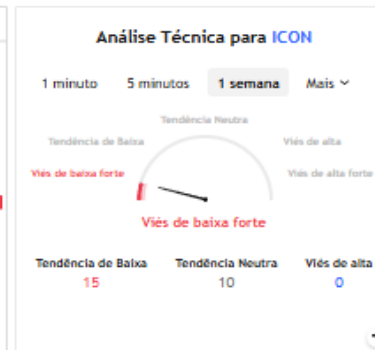 Análise Técnica para ICON
1 minuto 5 minutos 1 semana Mais
Tendência Neutra
Tendência de Baixa Viés de alta
Viés de baixa forte Viés de alta forte
Viés de baixa forte
Tendência de Baixa Tendência Neutra Viés de alta
15 10 0